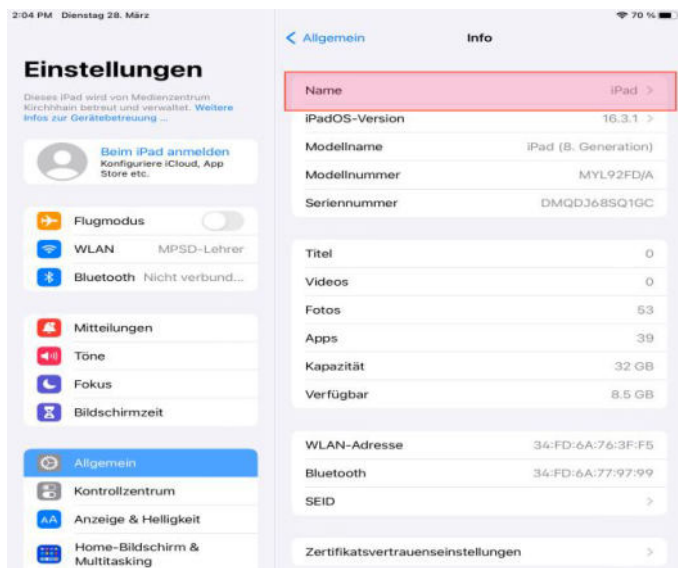 2:04 PM Dienstag 28. März
70 %
Einstellungen
Dieses iPad wird von Medienzentrum
Kirchhain betreut und verwaltet. Weitere
Infos zur Gerätebetreuung ...
Beim iPad anmelden
Konfiguriere iCloud, App
Store etc.
Flugmodus
WLAN MPSD-Lehrer
Bluetooth Nicht verbund...
Mitteilungen
Töne
Fokus
Bildschirmzeit
Allgemein
Kontrollzentrum
AA Anzeige & Helligkeit
Home-Bildschirm &
Multitasking
Allgemein Info
Name iPad
iPadOS-Version 16.3.1
Modellname iPad (8. Generation)
Modellnummer MYL92FD/A
Seriennummer DMQDJ68SQ1GC
Titel 0
Videos 0
Fotos 53
Apps 39
Kapazität 32 GB
Verfügbar 8.5 GB
WLAN-Adresse 34:FD:6A:76:3F:F5
Bluetooth 34:FD:6A:77:97:99
SEID
Zertifikatsvertrauenseinstellungen